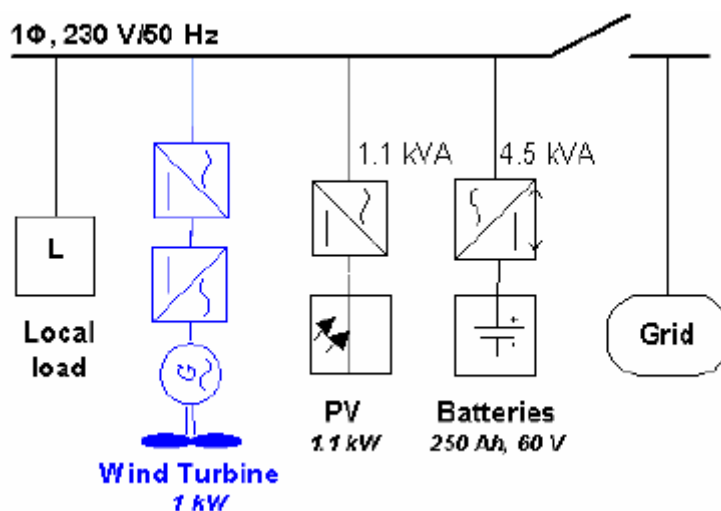 1Φ, 230 V/50 Hz
1.1 kVA
4.5 kVA
L
Local
load
G
Grid
PV
1.1 kW
Batteries
250 Ah, 60 V
Wind Turbine
1 kW